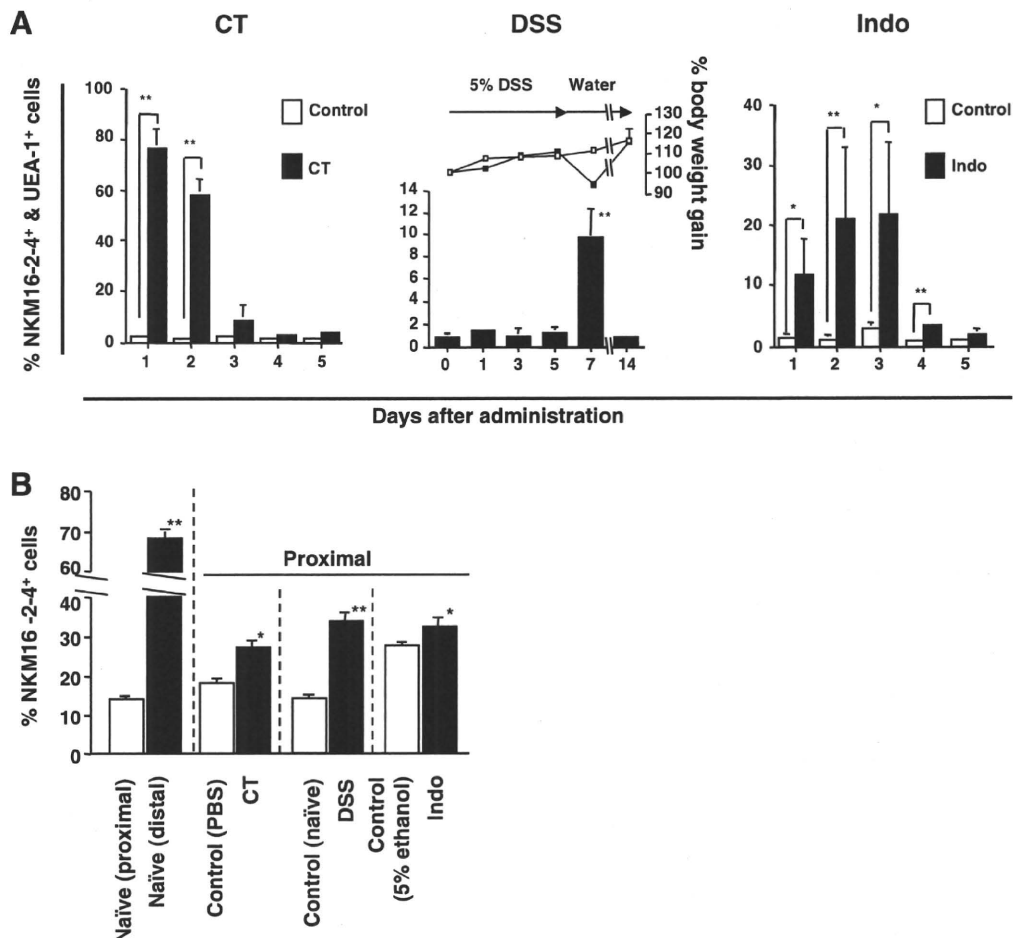 A
CT
DSS
Indo
% NKM16-2-4+ & UEA-1+ cells
100
80
60
40
20
0
**
**
Control
CT
1 2 3 4 5
5% DSS
Water
% body weight gain
130
120
110
100
90
14
12
10
8
6
4
2
0
**
0 1 3 5 7 14
40
30
20
10
0
*
**
*
**
Control
Indo
1 2 3 4 5
Days after administration
B
% NKM16 -2-4+ cells
80
70
60
40
30
20
10
0
**
Proximal
*
**
*
Naïve (proximal)
Naïve (distal)
Control (PBS)
CT
Control (naïve)
DSS
Control
(5% ethanol)
Indo